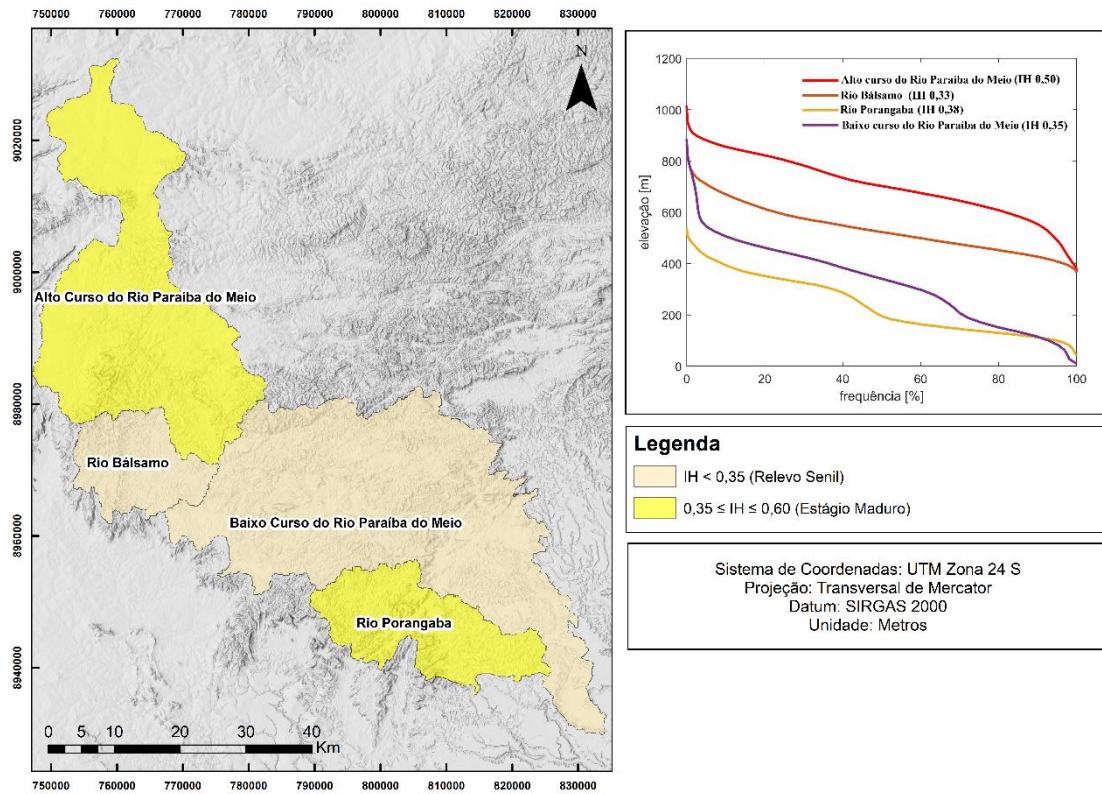 750000 760000 770000 780000 790000 800000 810000 820000 830000
N
9020000
9000000
Alto Curso do Rio Paraíba do Meio
8980000
Rio Bálsamo
Baixo Curso do Rio Paraíba do Meio
8960000
Rio Porangaba
8940000
0 5 10 20 30 40
Km
750000 760000 770000 780000 790000 800000 810000 820000 830000
1200
1000
800
600
400
200
0
elevação [m]
Alto curso do Rio Paraíba do Meio (IH 0,50)
Rio Bálsamo (IH 0,33)
Rio Porangaba (IH 0,38)
Baixo curso do Rio Paraíba do Meio (IH 0,35)
0 20 40 60 80 100
frequência [%]
Legenda
IH < 0,35 (Relevo Senil)
0,35 ≤ IH ≤ 0,60 (Estágio Maduro)
Sistema de Coordenadas: UTM Zona 24 S
Projeção: Transversal de Mercator
Datum: SIRGAS 2000
Unidade: Metros